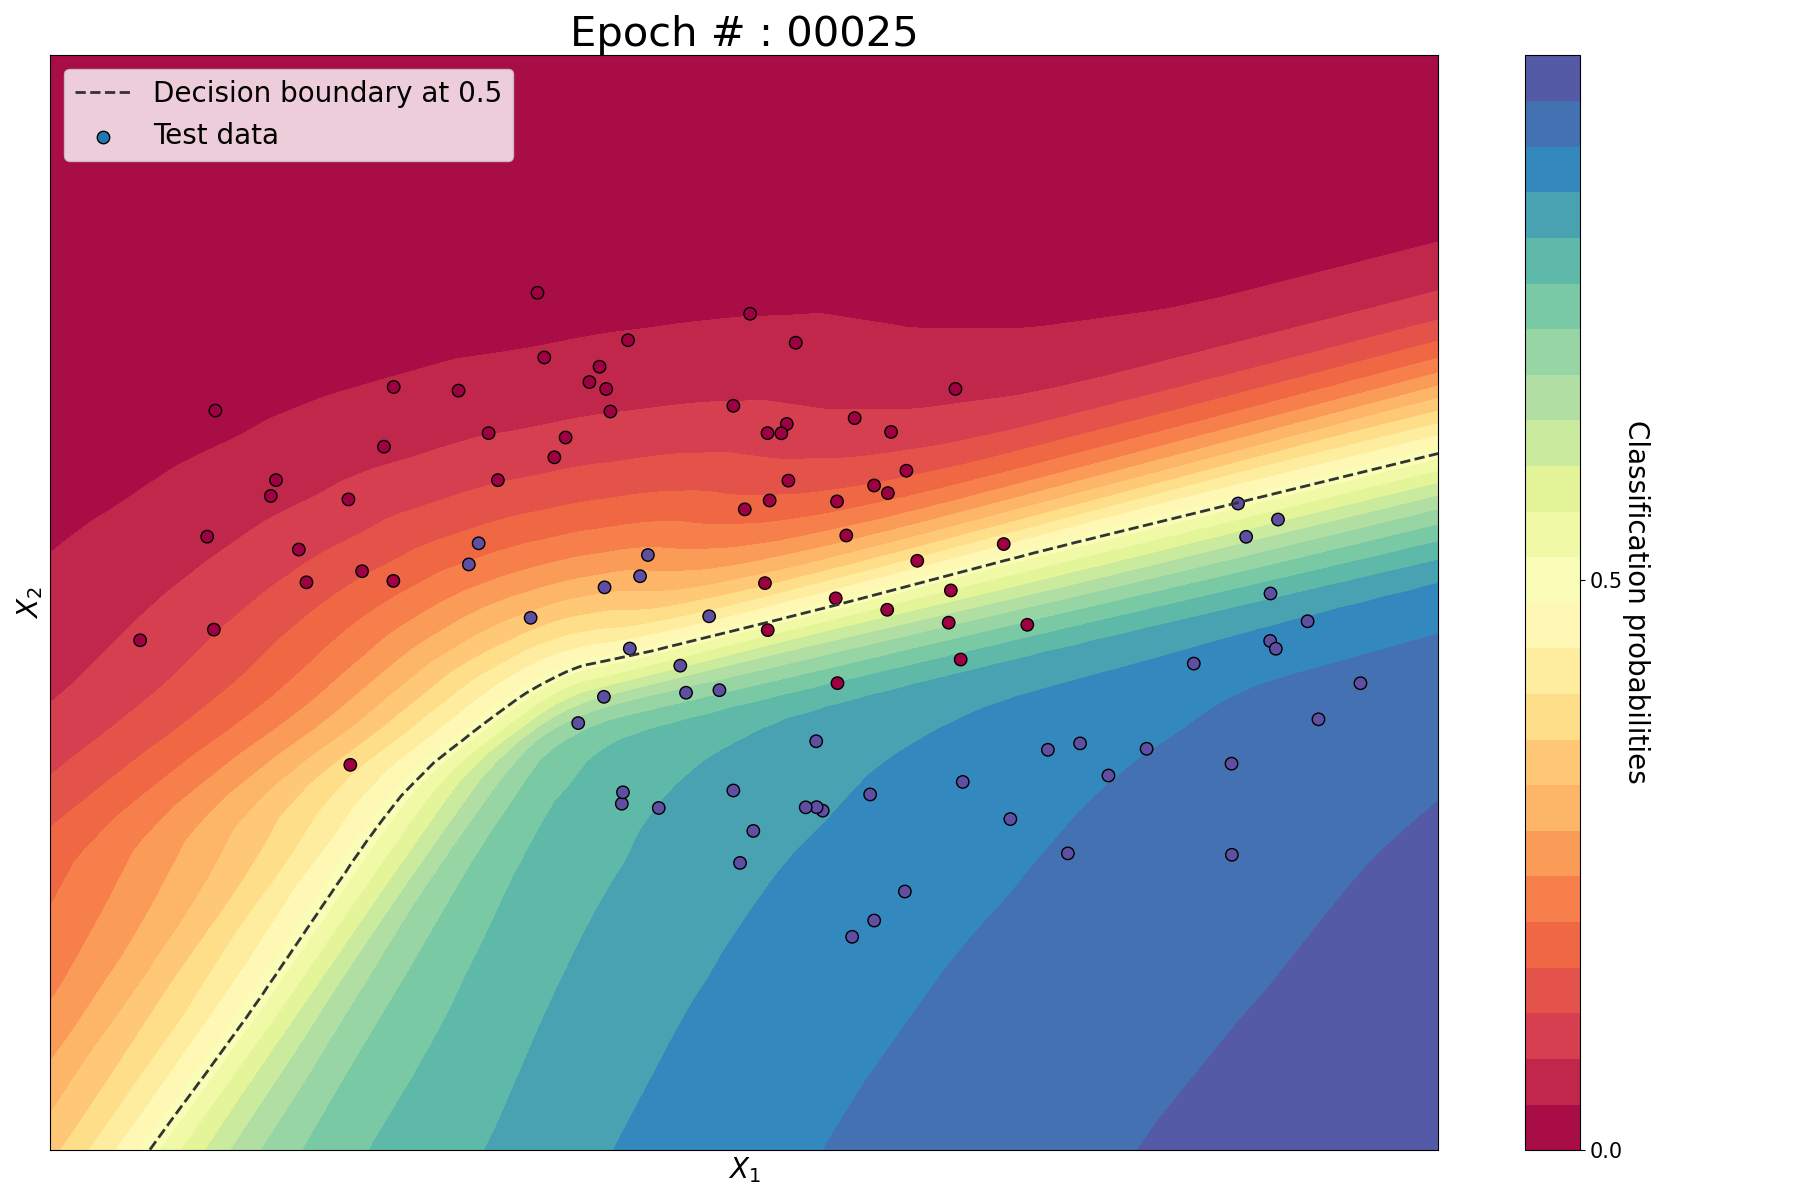 Epoch # : 00025
Decision boundary at 0.5
Test data
X₂
X₁
0.5
0.0
Classification probabilities